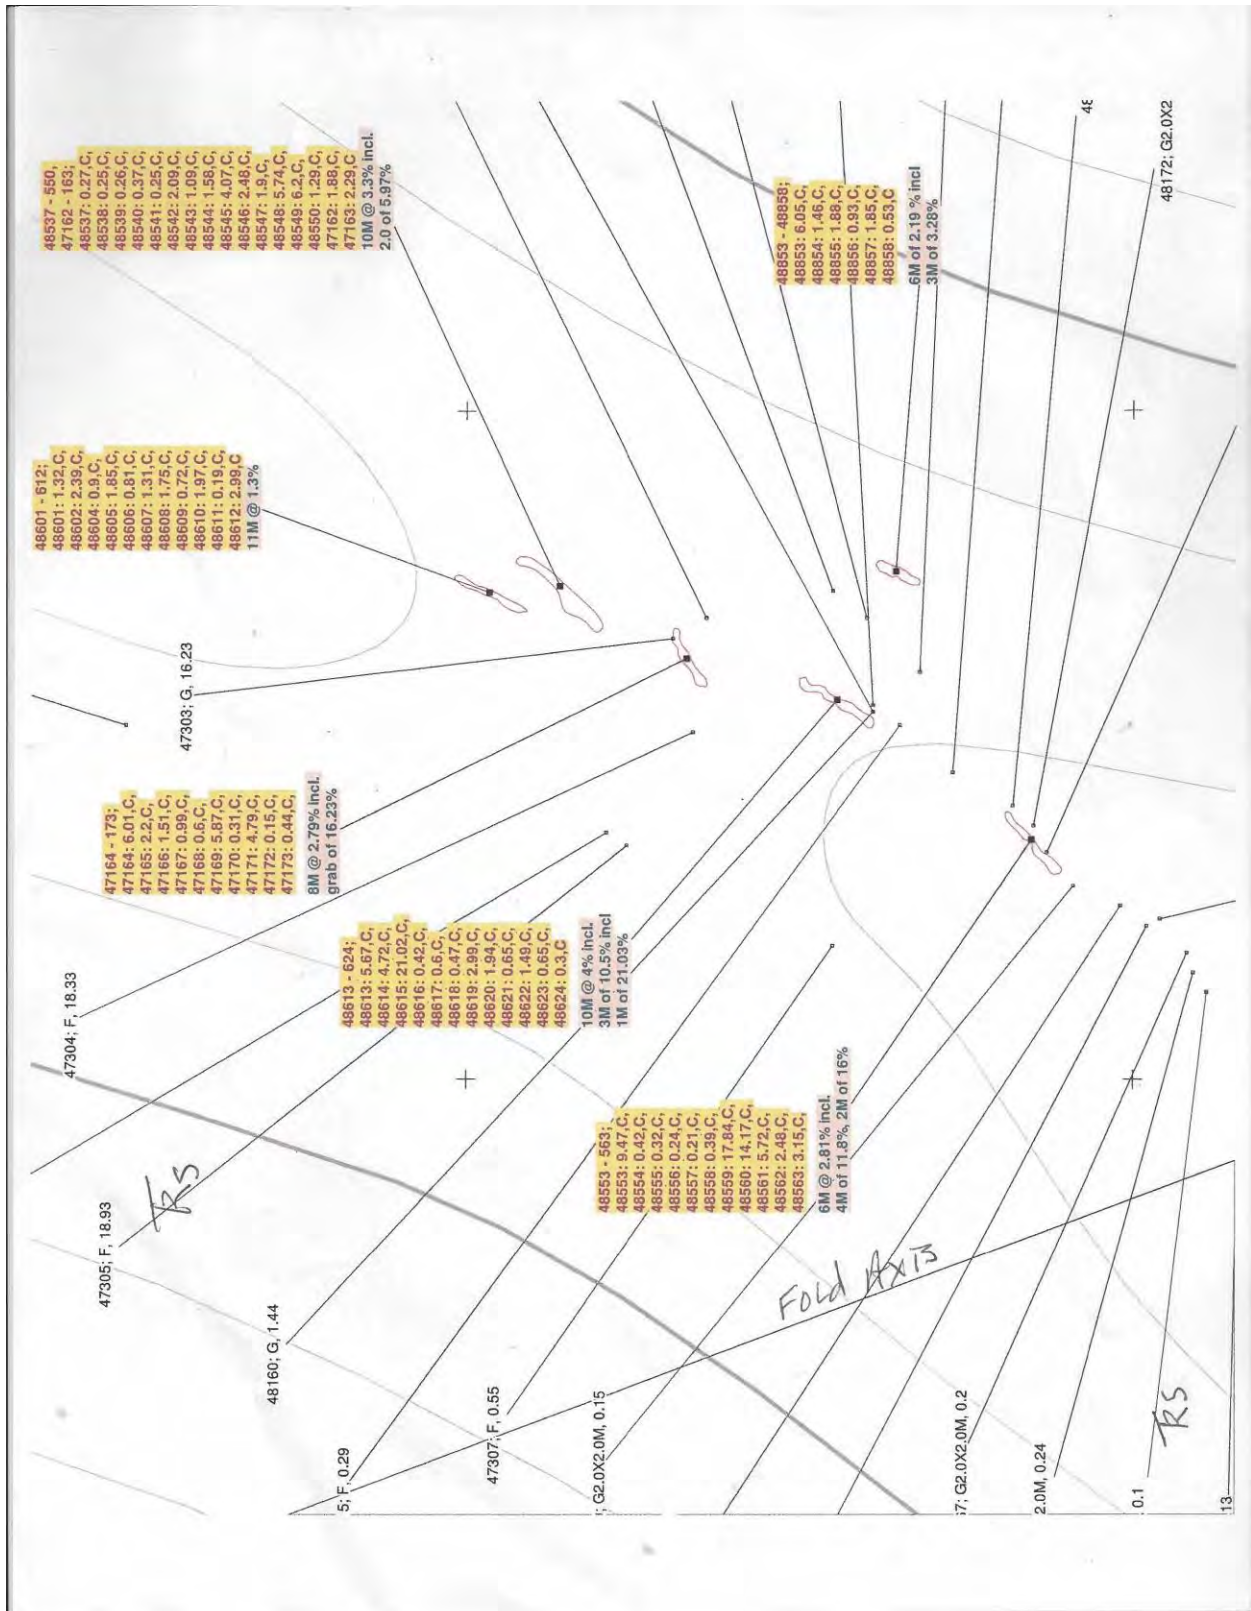 48537 - 550,
47162 - 163;
48537: 0.27,C,
48538: 0.25,C,
48539: 0.26,C,
48540: 0.37,C,
48541: 0.25,C,
48542: 2.09,C,
48543: 1.09,C,
48544: 1.58,C,
48545: 4.07,C,
48546: 2.48,C,
48547: 1.9,C,
48548: 5.74,C,
48549: 6.2,C,
48550: 1.29,C,
47162: 1.88,C,
47163: 2.29,C
10M @ 3.3% incl.
2.0 of 5.97%
48601 - 612;
48601: 1.32,C,
48602: 2.39,C,
48604: 0.9,C,
48605: 1.85,C,
48606: 0.81,C,
48607: 1.31,C,
48608: 1.75,C,
48609: 0.72,C,
48610: 1.97,C,
48611: 0.19,C,
48612: 2.99,C
11M @ 1.3%
47303; G, 16.23
47164 - 173;
47164: 6.01,C,
47165: 2.2,C,
47166: 1.51,C,
47167: 0.99,C,
47168: 0.6,C,
47169: 5.87,C,
47170: 0.31,C,
47171: 4.79,C,
47172: 0.15,C,
47173: 0.44,C,
8M @ 2.79% incl.
grab of 16.23%
47304; F, 18.33
48613 - 624;
48613: 5.67,C,
48614: 4.72,C,
48615: 21.02,C,
48616: 0.42,C,
48617: 0.6,C,
48618: 0.47,C,
48619: 2.99,C,
48620: 1.94,C,
48621: 0.65,C,
48622: 1.49,C,
48623: 0.65,C,
48624: 0.3,C
10M @ 4% incl.
3M of 10.5% incl
1M of 21.03%
48853 - 48858;
48853: 6.05,C,
48854: 1.46,C,
48855: 1.88,C,
48856: 0.93,C,
48857: 1.85,C,
48858: 0.53,C
6M of 2.19 % incl
3M of 3.28%
48
48172; G2.0X2
47305; F, 18.93
TRS
48160; G, 1.44
48553 - 563;
48553: 9.47,C,
48554: 0.42,C,
48555: 0.32,C,
48556: 0.24,C,
48557: 0.21,C,
48558: 0.39,C,
48559: 17.84,C,
48560: 14.17,C,
48561: 5.72,C,
48562: 2.48,C,
48563: 3.15,C
6M @ 2.81% incl.
4M of 11.8%, 2M of 16%
Fold Axis
5; F, 0.29
47307; F, 0.55
; G2.0X2.0M, 0.15
7; G2.0X2.0M, 0.2
2.0M, 0.24
0.1
TRS
13